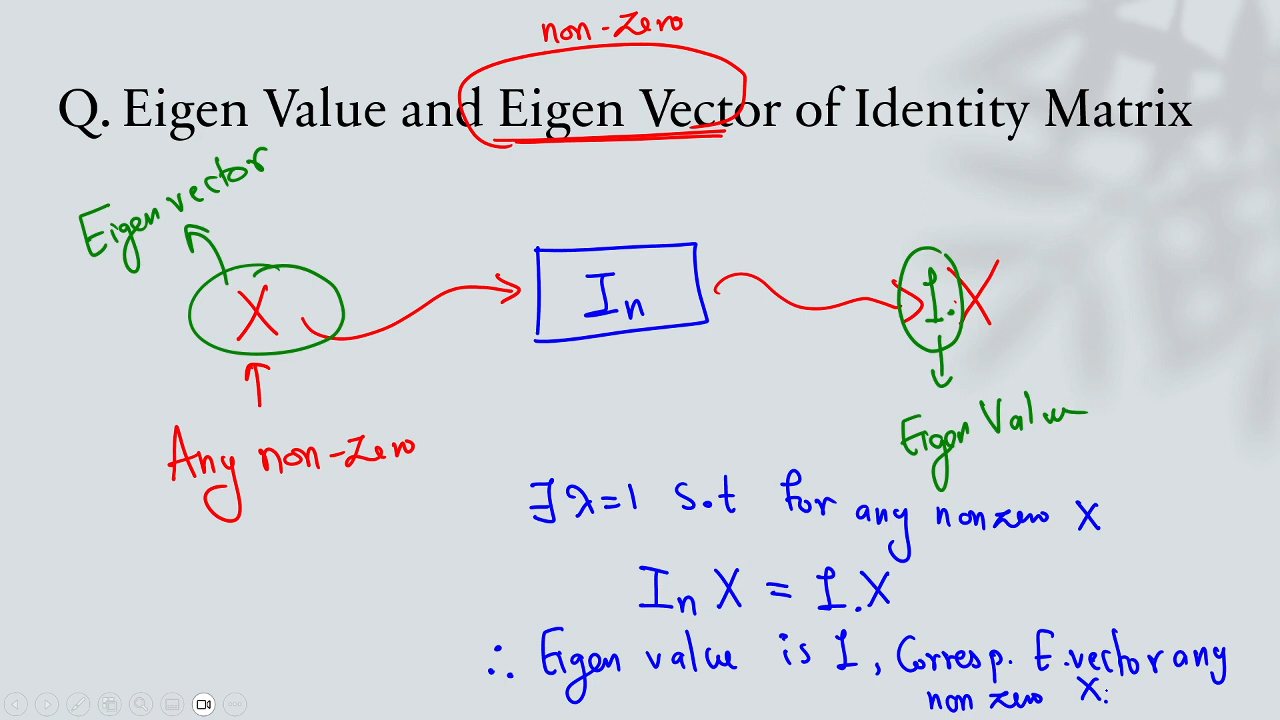 non-Zero
Q. Eigen Value and Eigen Vector of Identity Matrix
Eigen vector
X
In
1.X
Eigen Value
Any non-Zero
∃ λ=1 S.t for any nonzero X
In X = 1.X
∴ Eigen value is 1, Corresp. E.vector any
non zero X.